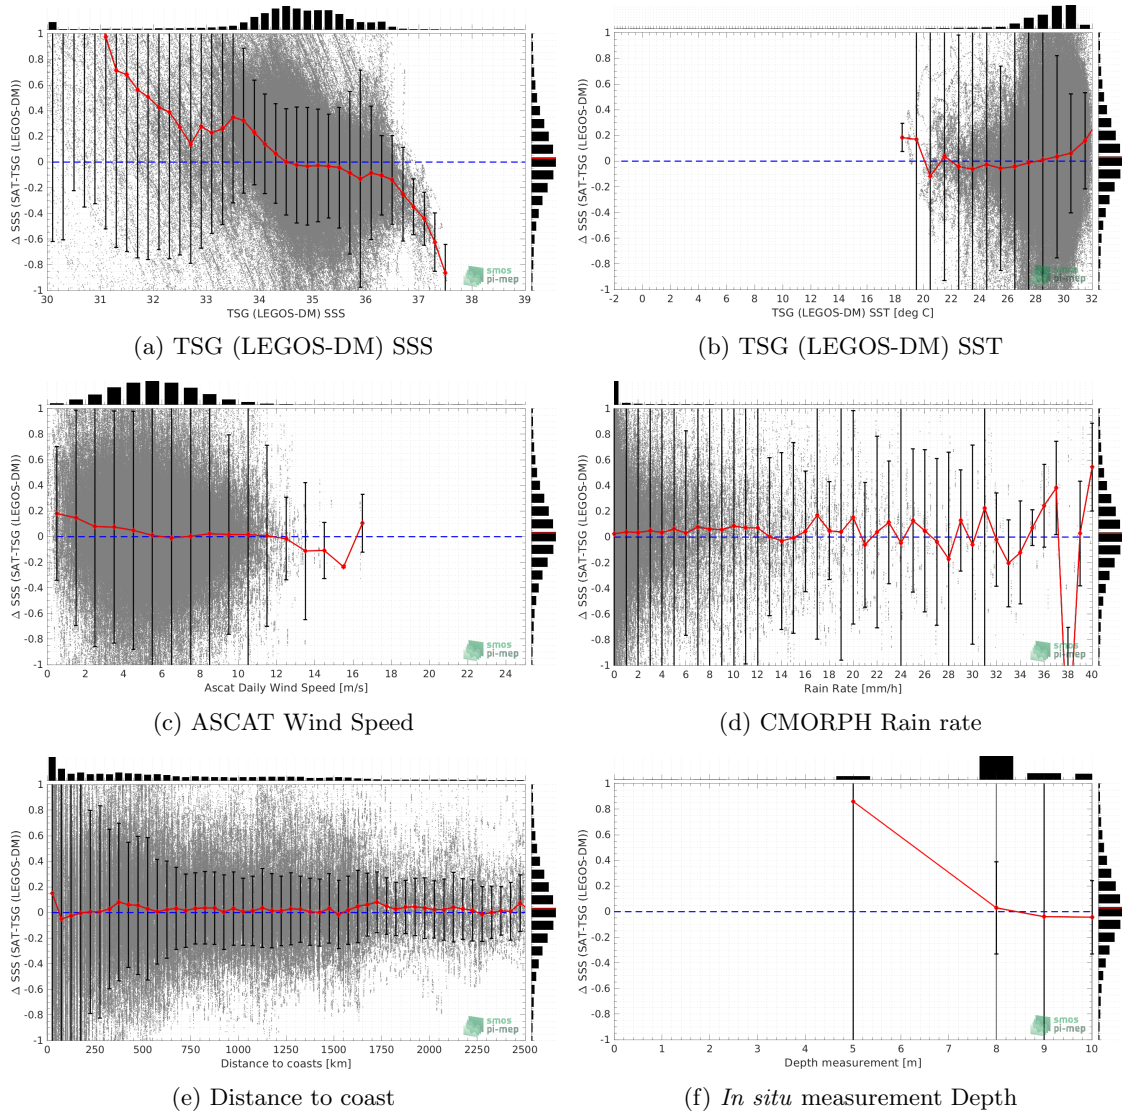 Δ SSS (SAT-TSG (LEGOS-DM))
1
0.8
0.6
0.4
0.2
0
-0.2
-0.4
-0.6
-0.8
-1
30 31 32 33 34 35 36 37 38 39
TSG (LEGOS-DM) SSS
smos
pi-mep
(a) TSG (LEGOS-DM) SSS
Δ SSS (SAT-TSG (LEGOS-DM))
1
0.8
0.6
0.4
0.2
0
-0.2
-0.4
-0.6
-0.8
-1
-2 0 2 4 6 8 10 12 14 16 18 20 22 24 26 28 30 32
TSG (LEGOS-DM) SST [deg C]
smos
pi-mep
(b) TSG (LEGOS-DM) SST
Δ SSS (SAT-TSG (LEGOS-DM))
1
0.8
0.6
0.4
0.2
0
-0.2
-0.4
-0.6
-0.8
-1
0 2 4 6 8 10 12 14 16 18 20 22 24
Ascat Daily Wind Speed [m/s]
smos
pi-mep
(c) ASCAT Wind Speed
Δ SSS (SAT-TSG (LEGOS-DM))
1
0.8
0.6
0.4
0.2
0
-0.2
-0.4
-0.6
-0.8
-1
0 2 4 6 8 10 12 14 16 18 20 22 24 26 28 30 32 34 36 38 40
Rain Rate [mm/h]
smos
pi-mep
(d) CMORPH Rain rate
Δ SSS (SAT-TSG (LEGOS-DM))
1
0.8
0.6
0.4
0.2
0
-0.2
-0.4
-0.6
-0.8
-1
0 250 500 750 1000 1250 1500 1750 2000 2250 2500
Distance to coasts [km]
smos
pi-mep
(e) Distance to coast
Δ SSS (SAT-TSG (LEGOS-DM))
1
0.8
0.6
0.4
0.2
0
-0.2
-0.4
-0.6
-0.8
-1
0 1 2 3 4 5 6 7 8 9 10
Depth measurement [m]
smos
pi-mep
(f) In situ measurement Depth